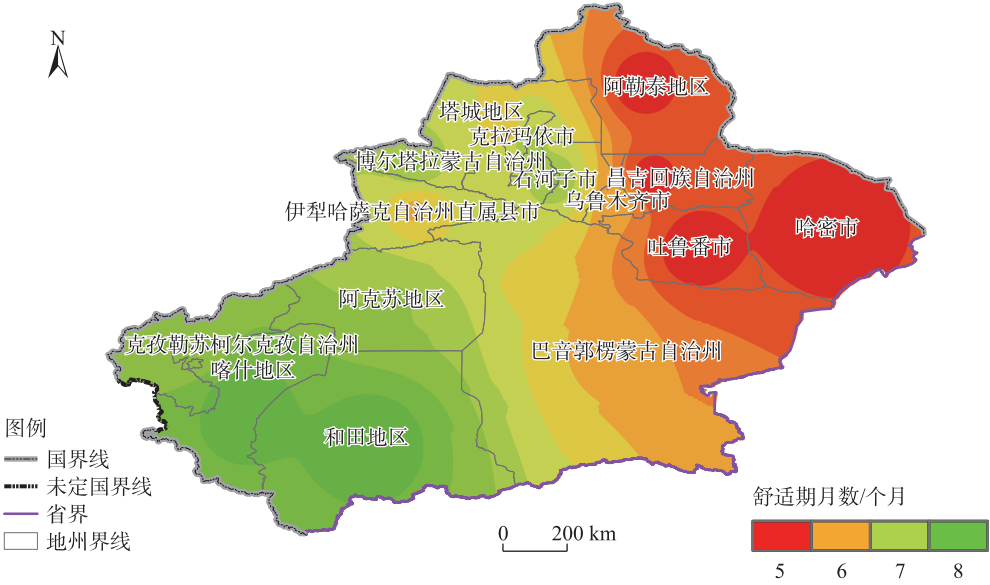 N
阿勒泰地区
塔城地区
克拉玛依市
博尔塔拉蒙古自治州
石河子市
昌吉回族自治州
乌鲁木齐市
伊犁哈萨克自治州直属县市
哈密市
吐鲁番市
阿克苏地区
克孜勒苏柯尔克孜自治州
巴音郭楞蒙古自治州
喀什地区
和田地区
图例
国界线
未定国界线
省界
地州界线
0 200 km
舒适期月数/个月
5 6 7 8